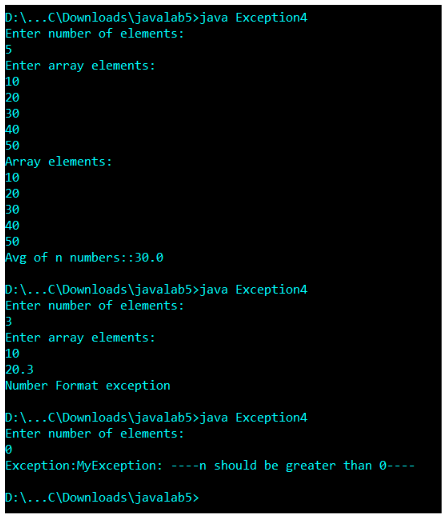 D:\...C\Downloads\javalab5>java Exception4
Enter number of elements:
5
Enter array elements:
10
20
30
40
50
Array elements:
10
20
30
40
50
Avg of n numbers::30.0
D:\...C\Downloads\javalab5>java Exception4
Enter number of elements:
3
Enter array elements:
10
20.3
Number Format exception
D:\...C\Downloads\javalab5>java Exception4
Enter number of elements:
0
Exception:MyException: ----n should be greater than 0----
D:\...C\Downloads\javalab5>